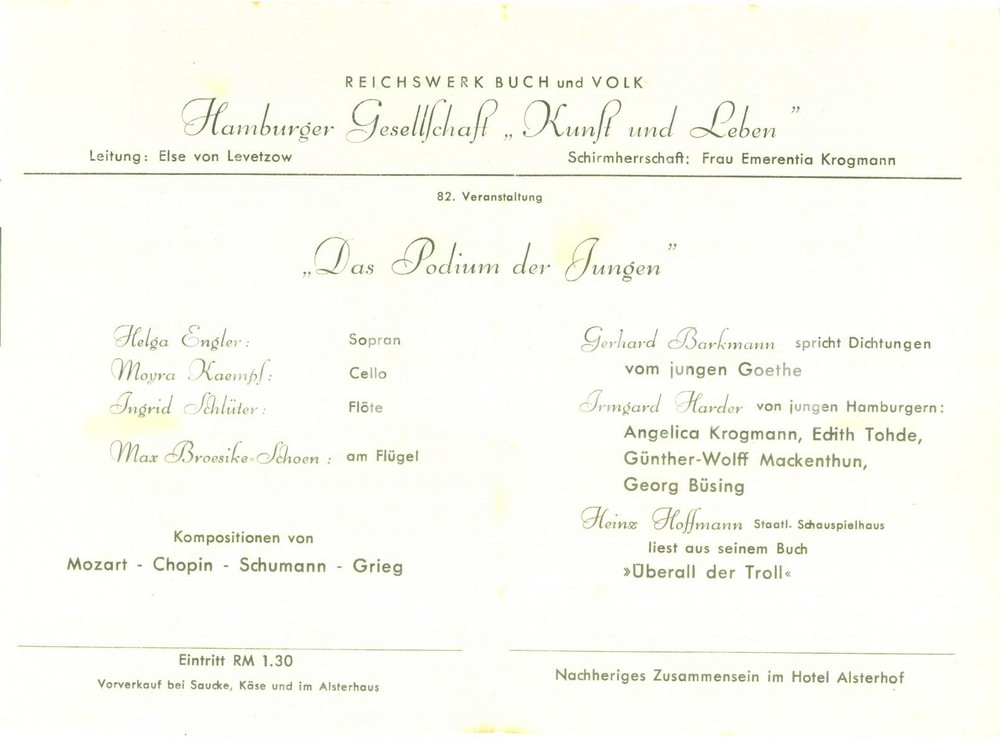 REICHSWERK BUCH und VOLK
Hamburger Gesellschaft „Kunst und Leben”
Leitung: Else von Levetzow
Schirmherrschaft: Frau Emerentia Krogmann
82. Veranstaltung
„Das Podium der Jungen”
Helga Engler: Sopran
Moyra Kaempf: Cello
Ingrid Schlüter: Flöte
Max Broesike-Schoen: am Flügel
Kompositionen von
Mozart - Chopin - Schumann - Grieg
Gerhard Barkmann spricht Dichtungen
vom jungen Goethe
Irmgard Harder von jungen Hamburgern:
Angelica Krogmann, Edith Tohde,
Günther-Wolff Mackenthun,
Georg Büsing
Heinz Hoffmann Staatl. Schauspielhaus
liest aus seinem Buch
»Überall der Troll«
Eintritt RM 1.30
Vorverkauf bei Saucke, Käse und im Alsterhaus
Nachheriges Zusammensein im Hotel Alsterhof